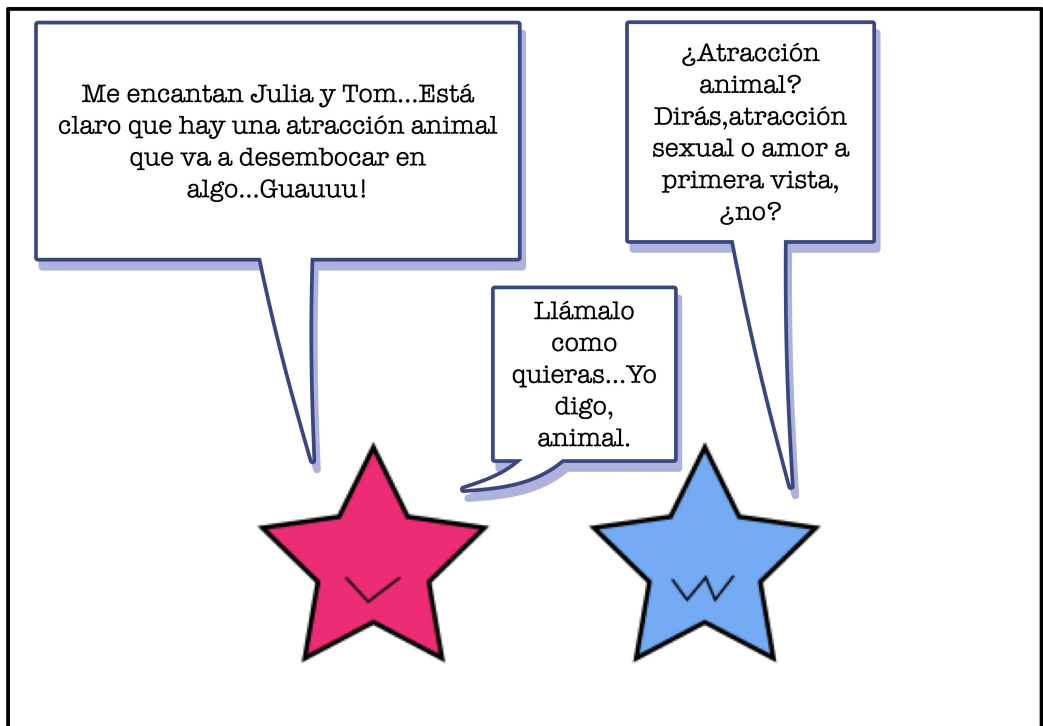 Me encantan Julia y Tom...Está
claro que hay una atracción animal
que va a desembocar en
algo...Guauuu!
¿Atracción
animal?
Dirás,atracción
sexual o amor a
primera vista,
¿no?
Llámalo
como
quieras...Yo
digo,
animal.